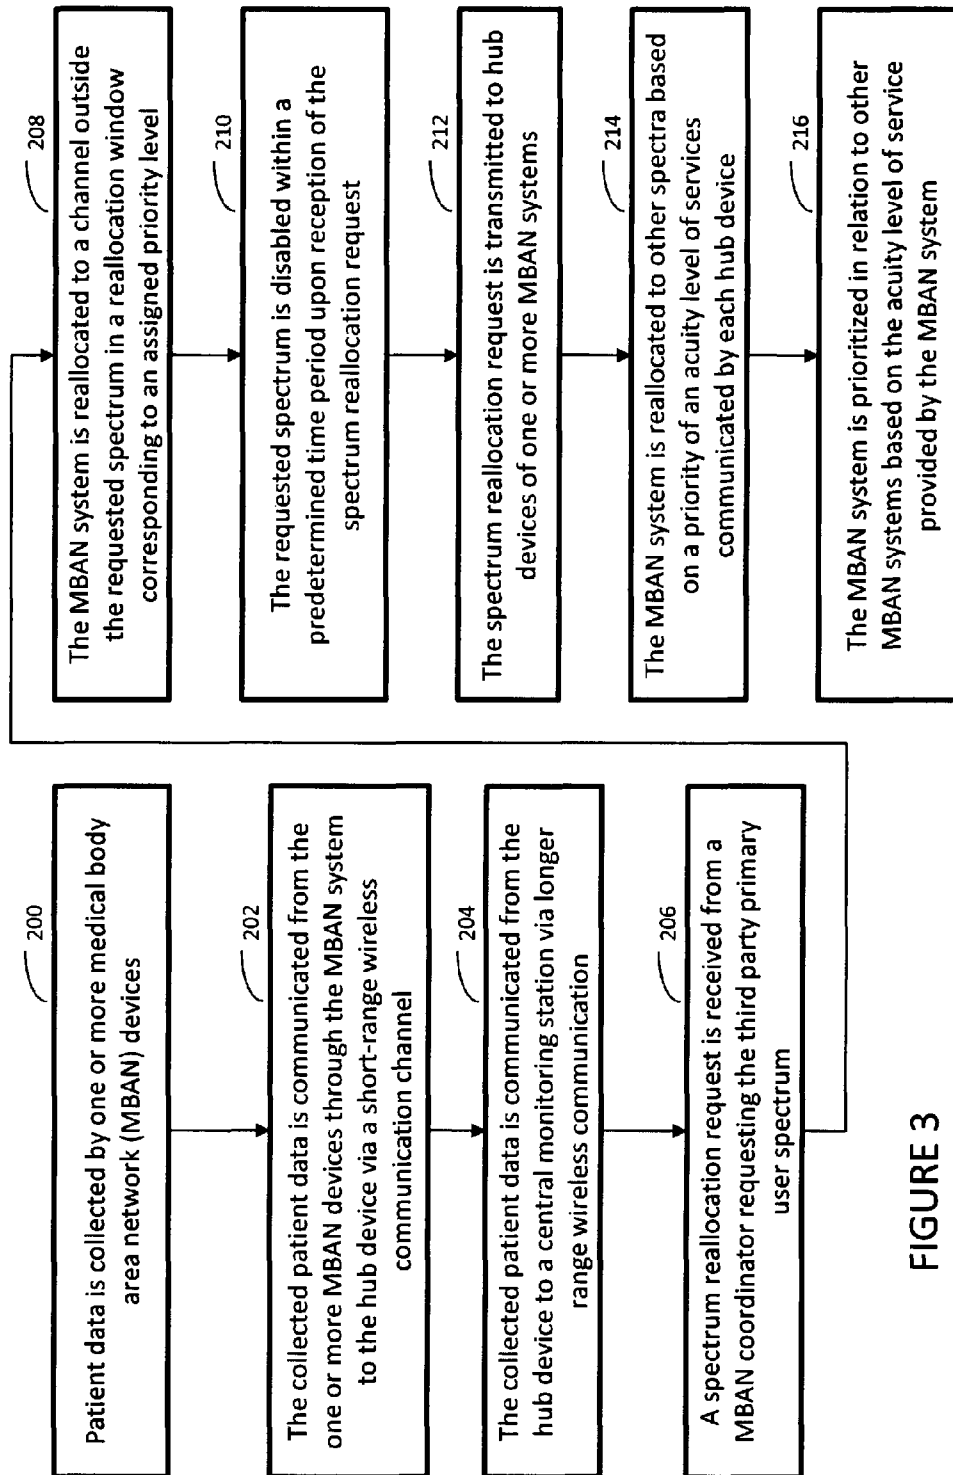 200
Patient data is collected by one or more medical body
area network (MBAN) devices
202
The collected patient data is communicated from the
one or more MBAN devices through the MBAN system
to the hub device via a short-range wireless
communication channel
204
The collected patient data is communicated from the
hub device to a central monitoring station via longer
range wireless communication
206
A spectrum reallocation request is received from a
MBAN coordinator requesting the third party primary
user spectrum
208
The MBAN system is reallocated to a channel outside
the requested spectrum in a reallocation window
corresponding to an assigned priority level
210
The requested spectrum is disabled within a
predetermined time period upon reception of the
spectrum reallocation request
212
The spectrum reallocation request is transmitted to hub
devices of one or more MBAN systems
214
The MBAN system is reallocated to other spectra based
on a priority of an acuity level of services
communicated by each hub device
216
The MBAN system is prioritized in relation to other
MBAN systems based on the acuity level of service
provided by the MBAN system
FIGURE 3